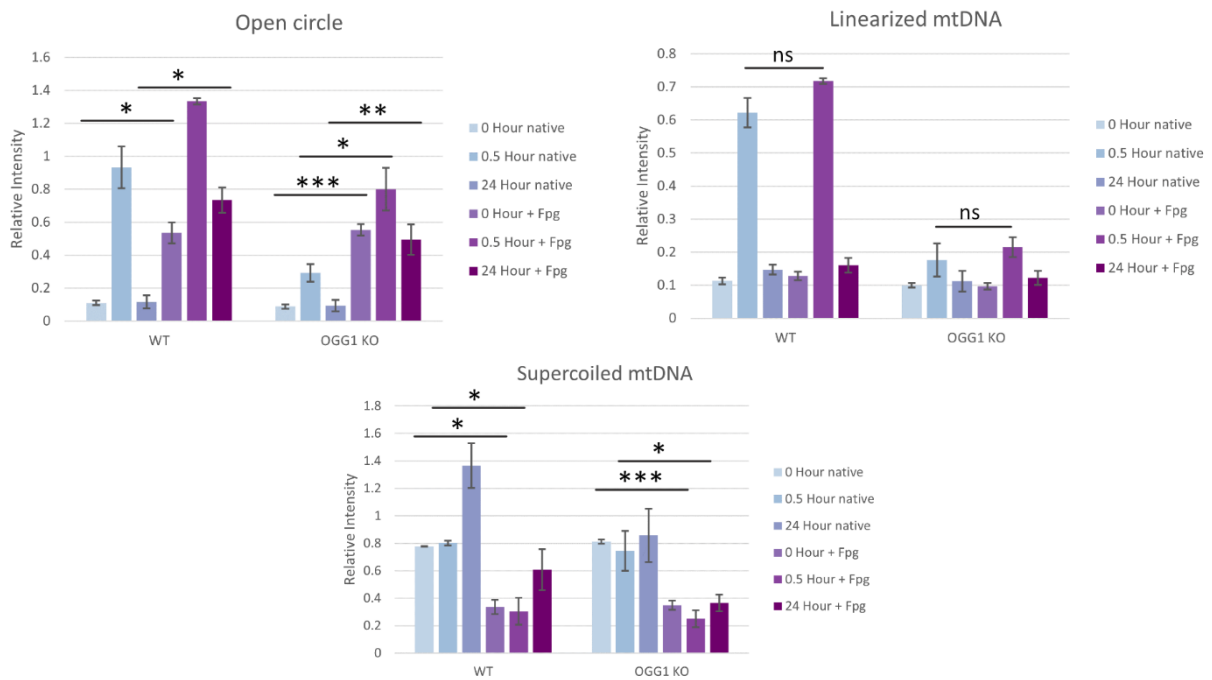 Open circle
Relative Intensity
1.6
1.4
1.2
1
0.8
0.6
0.4
0.2
0
*
*
***
*
**
WT
OGG1 KO
0 Hour native
0.5 Hour native
24 Hour native
0 Hour + Fpg
0.5 Hour + Fpg
24 Hour + Fpg
Linearized mtDNA
Relative Intensity
0.8
0.7
0.6
0.5
0.4
0.3
0.2
0.1
0
ns
ns
WT
OGG1 KO
0 Hour native
0.5 Hour native
24 Hour native
0 Hour + Fpg
0.5 Hour + Fpg
24 Hour + Fpg
Supercoiled mtDNA
Relative Intensity
1.8
1.6
1.4
1.2
1
0.8
0.6
0.4
0.2
0
*
*
*
***
WT
OGG1 KO
0 Hour native
0.5 Hour native
24 Hour native
0 Hour + Fpg
0.5 Hour + Fpg
24 Hour + Fpg